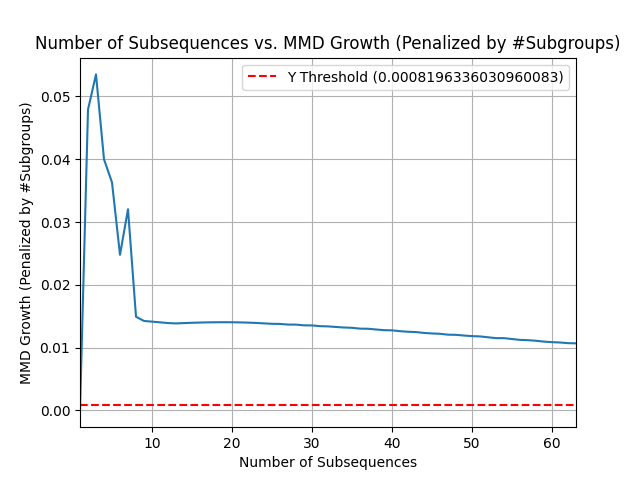 Number of Subsequences vs. MMD Growth (Penalized by #Subgroups)
Y Threshold (0.0008196336030960083)
MMD Growth (Penalized by #Subgroups)
0.05
0.04
0.03
0.02
0.01
0.00
10 20 30 40 50 60
Number of Subsequences